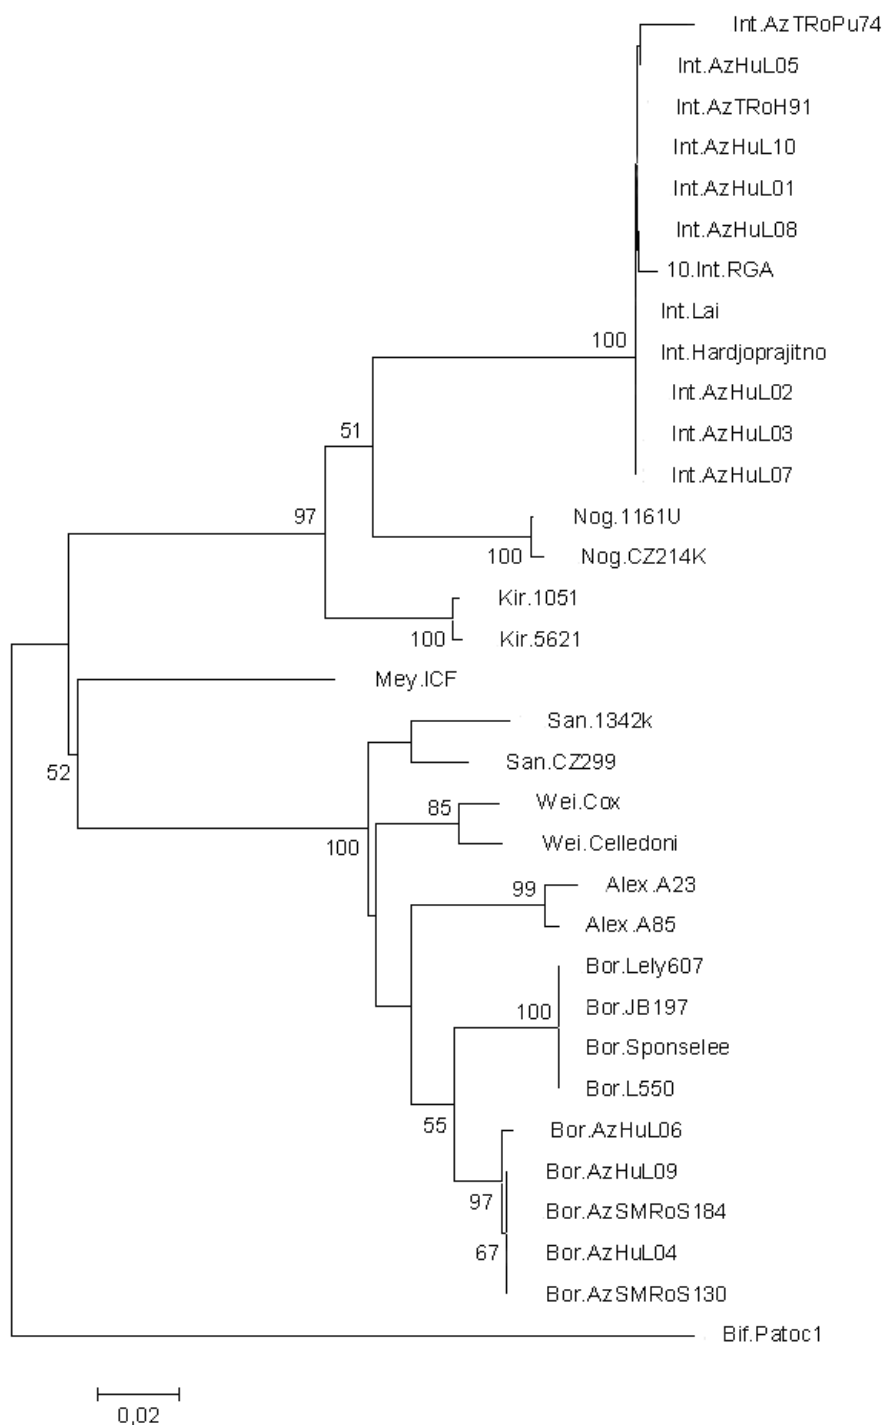 Int.AzTRoPu74
Int.AzHuL05
Int.AzTRoH91
Int.AzHuL10
Int.AzHuL01
Int.AzHuL08
10.Int.RGA
Int.Lai
100
Int.Hardjoprajitno
Int.AzHuL02
51
Int.AzHuL03
Int.AzHuL07
97
Nog.1161U
100
Nog.CZ214K
Kir.1051
100
Kir.5621
Mey.ICF
San.1342k
52
San.CZ299
85
Wei.Cox
100
Wei.Celledoni
99
Alex.A23
Alex.A85
Bor.Lely607
100
Bor.JB197
Bor.Sponselee
Bor.L550
55
Bor.AzHuL06
Bor.AzHuL09
97
Bor.AzSMRoS184
67
Bor.AzHuL04
Bor.AzSMRoS130
Bif.Patoc1
0,02